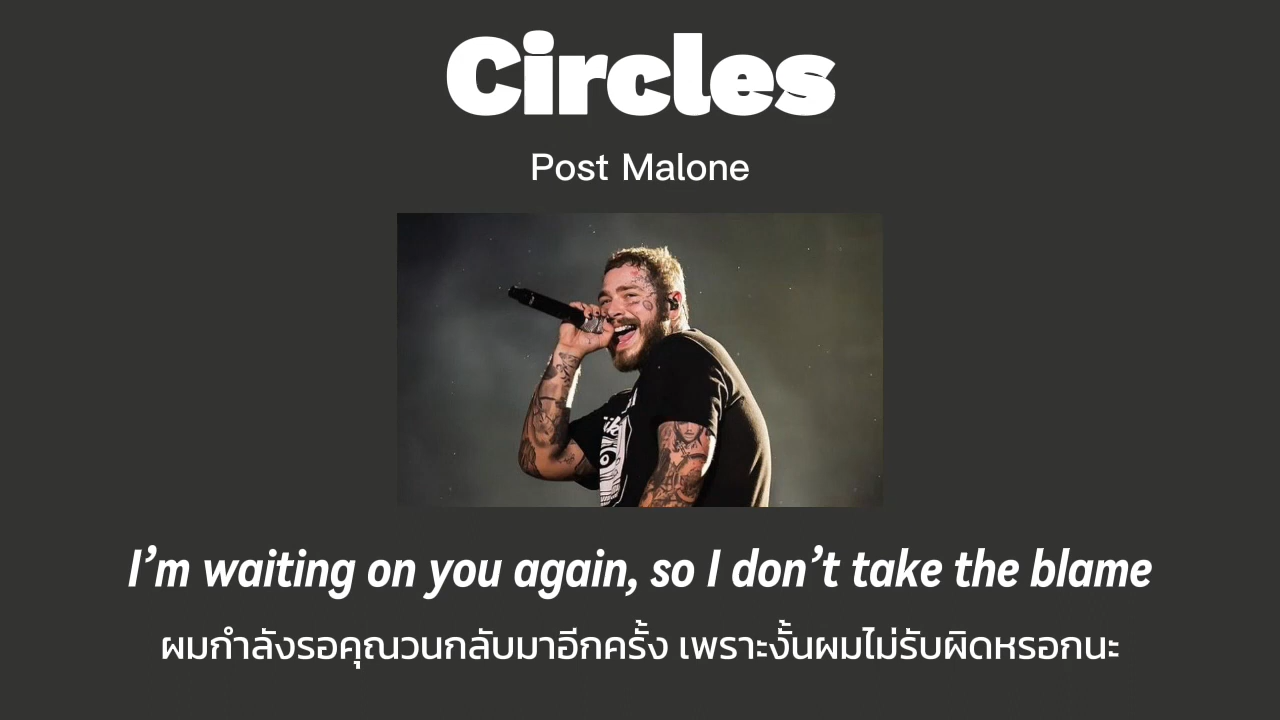 Circles
Post Malone
I’m waiting on you again, so I don’t take the blame
ผมกำลังรอคุณวนกลับมาอีกครั้ง เพราะงั้นผมไม่รับผิดหรอกนะ